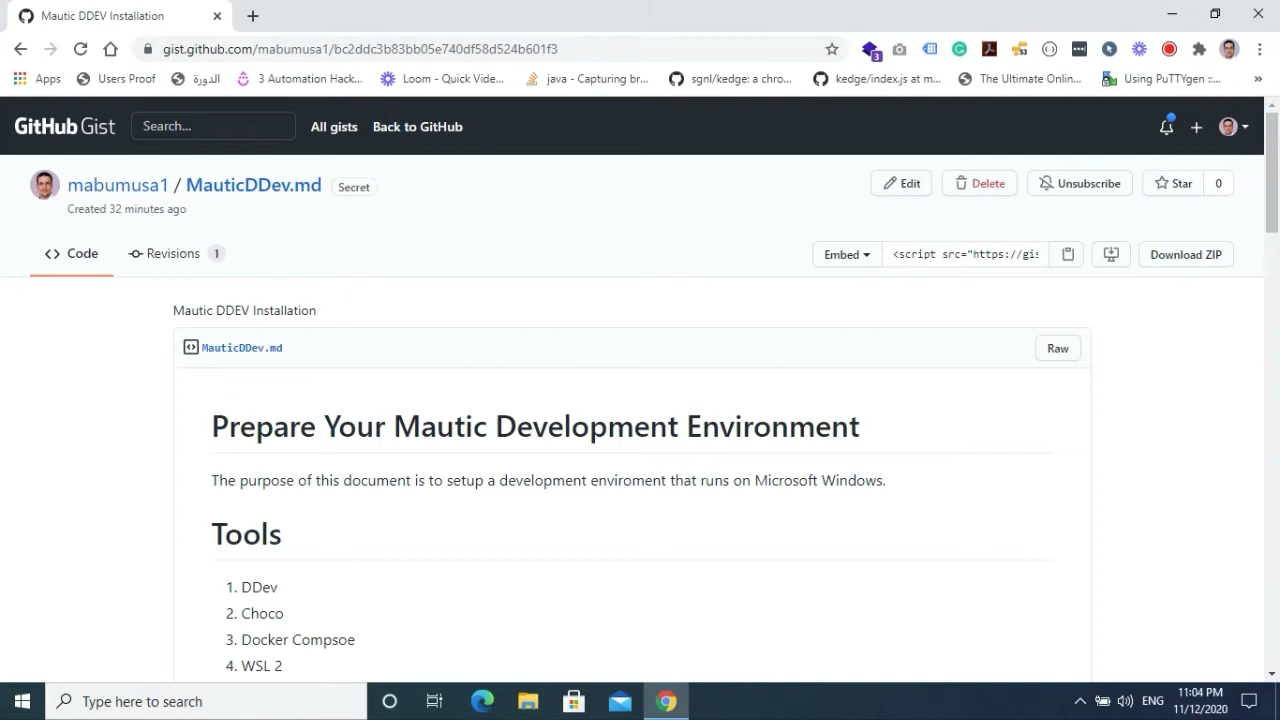 Mautic DDEV Installation
gist.github.com/mabumusa1/bc2ddc3b83bb05e740df58d524b601f3
3
Apps Users Proof الدورة 3 Automation Hack... Loom - Quick Vide... java - Capturing br... sgnl/kedge: a chro... kedge/index.js at m... The Ultimate Onlin... Using PuTTYgen ::... »
GitHub Gist Search... All gists Back to GitHub
mabumusa1 / MauticDDev.md Secret
Edit Delete Unsubscribe Star 0
Created 32 minutes ago
Code Revisions 1
Embed <script src="https://gis Download ZIP
Mautic DDEV Installation
MauticDDev.md
Raw
Prepare Your Mautic Development Environment
The purpose of this document is to setup a development enviroment that runs on Microsoft Windows.
Tools
1. DDev
2. Choco
3. Docker Compsoe
4. WSL 2
Type here to search
ENG
11:04 PM
11/12/2020